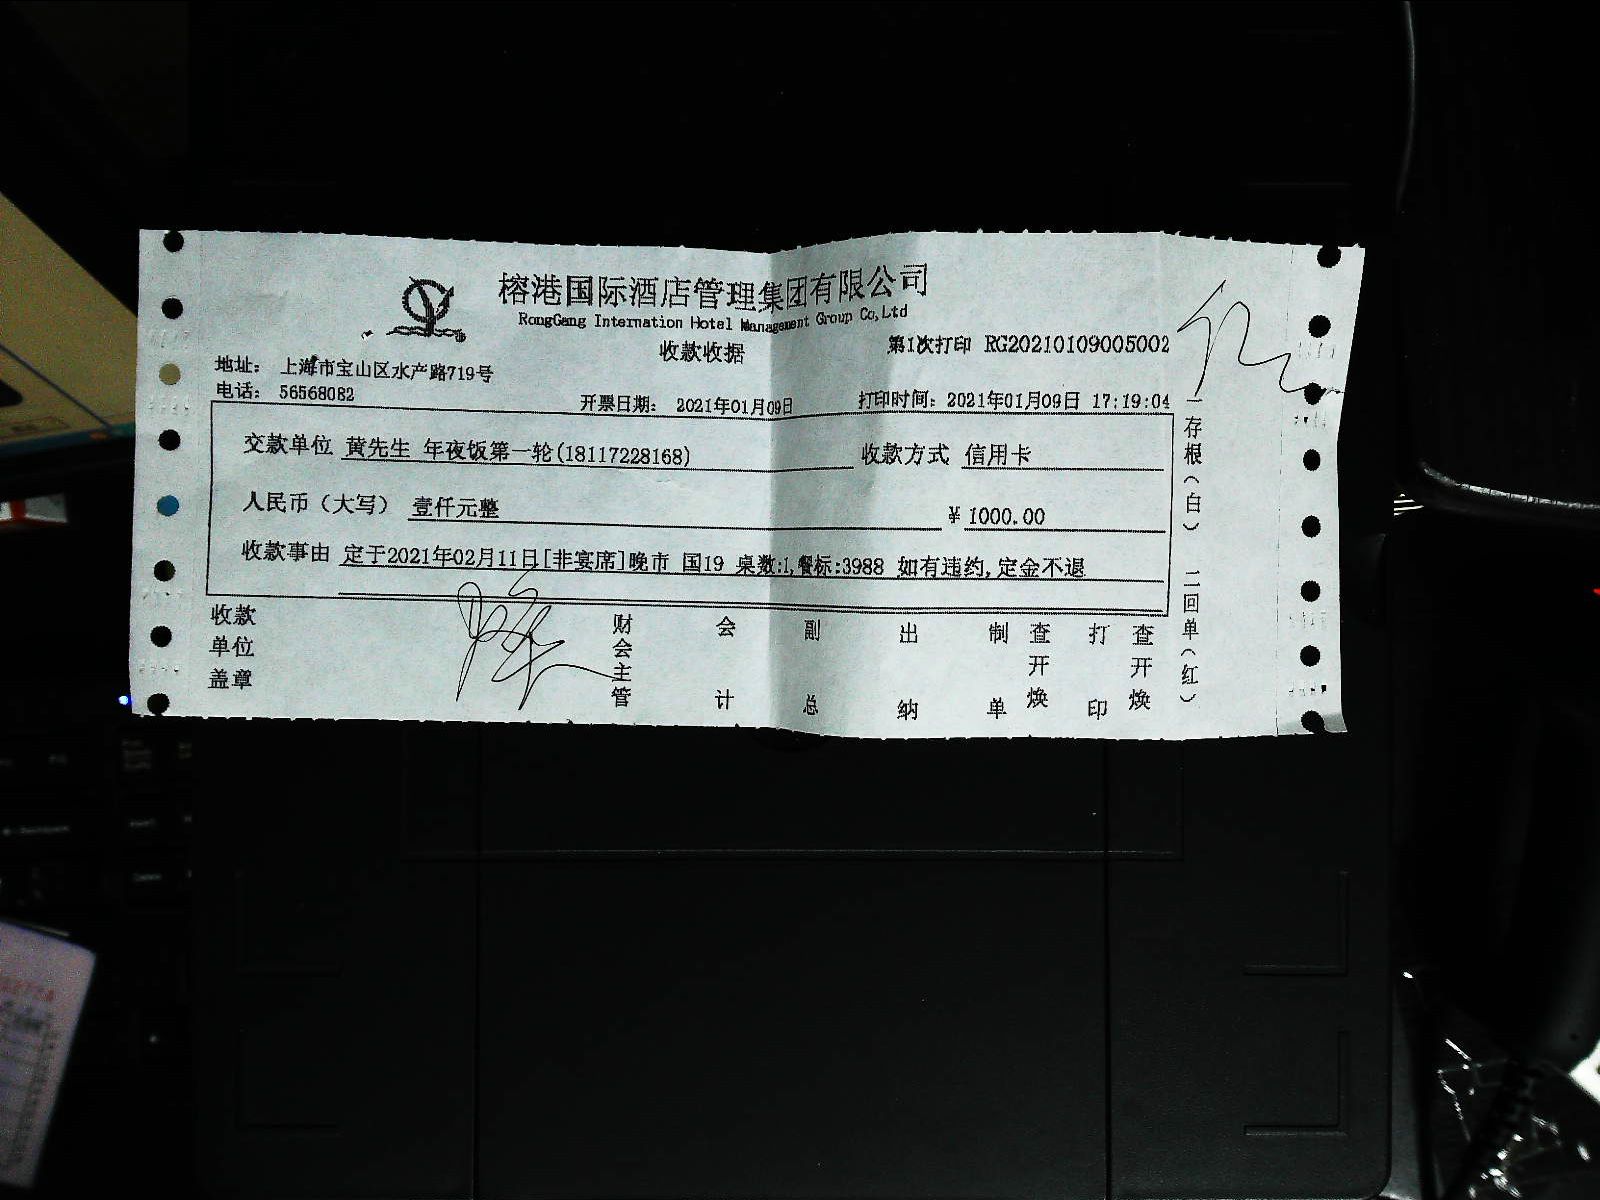 榕港国际酒店管理集团有限公司
RongGang Internation Hotel Management Group Co,Ltd
收款收据
第1次打印 RG20210109005002
地址： 上海市宝山区水产路719号
电话： 56568082
开票日期： 2021年01月09日
打印时间：2021年01月09日 17:19:04
交款单位 黄先生 年夜饭第一轮(18117228168)
收款方式 信用卡
人民币（大写） 壹仟元整
￥1000.00
收款事由 定于2021年02月11日[非宴席]晚市 国19 桌数:1,餐标:3988 如有违约,定金不退
收款
单位
盖章
财会主管
会计
副总
出纳
制单
查开焕
打印
查开焕
一存根（白） 二回单（红）